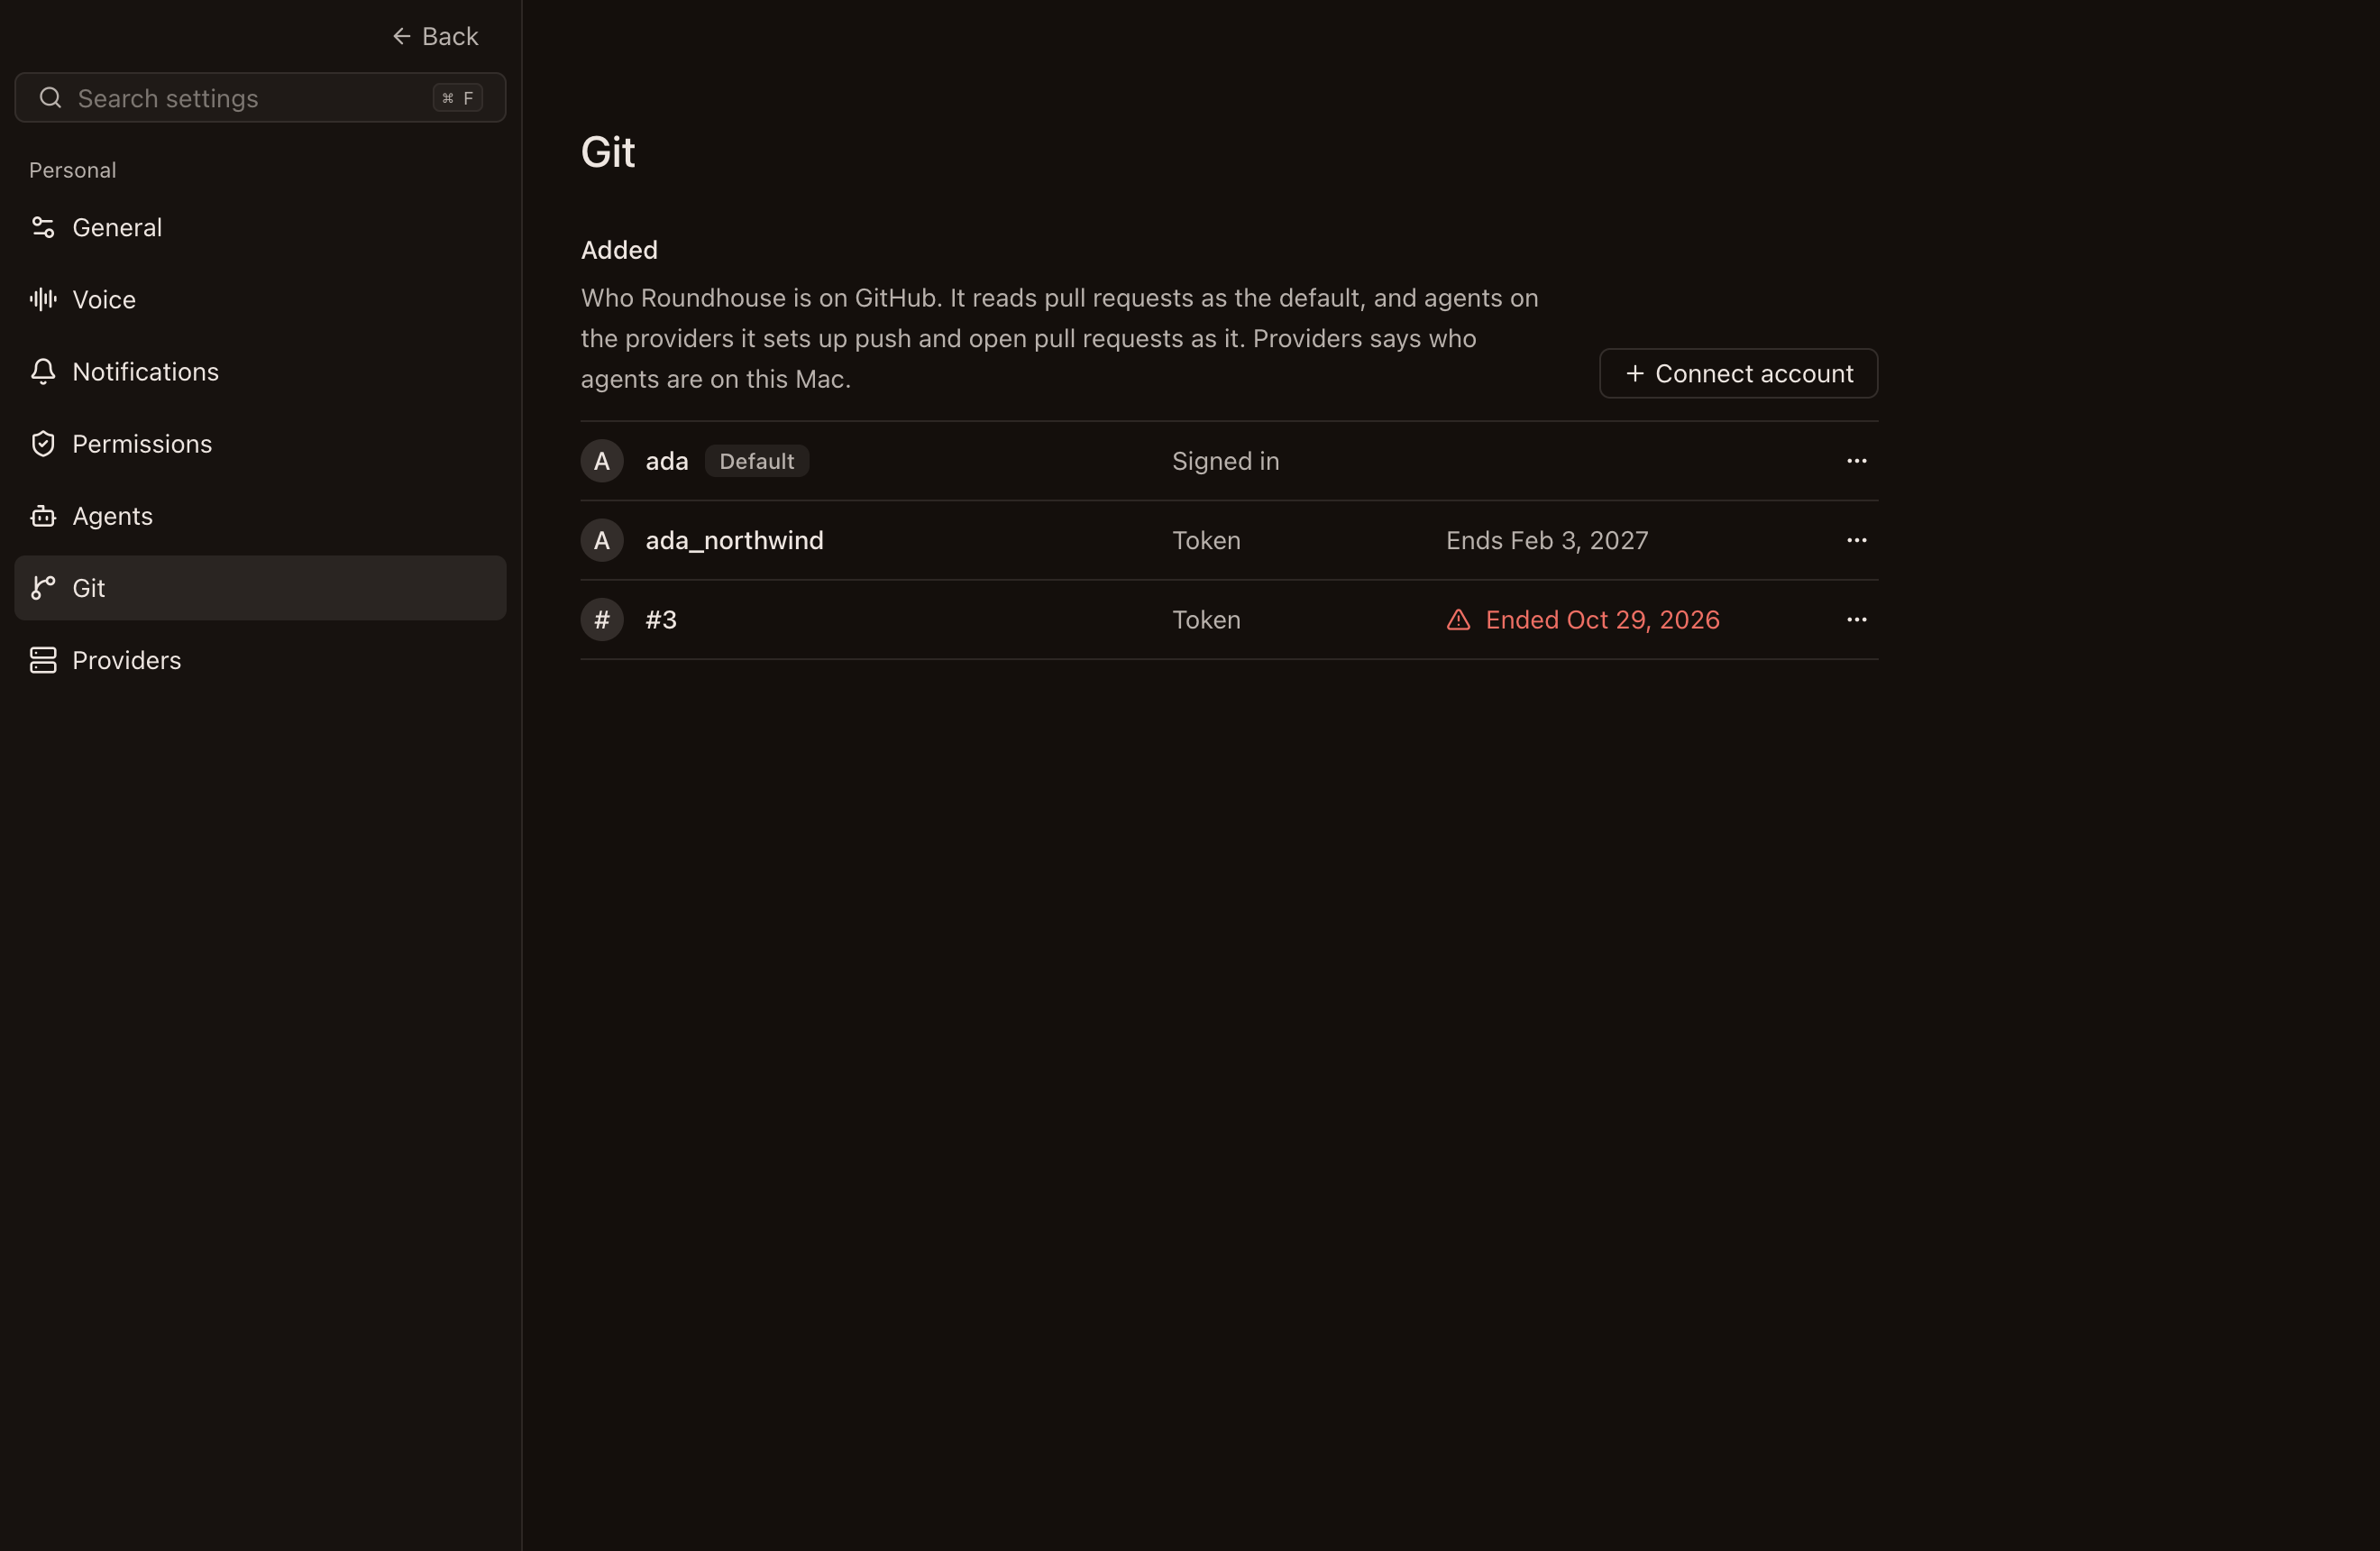 Back
Search settings
⌘ F
Personal
General
Voice
Notifications
Permissions
Agents
Git
Providers
Git
Added
Who Roundhouse is on GitHub. It reads pull requests as the default, and agents on
the providers it sets up push and open pull requests as it. Providers says who
agents are on this Mac.
Connect account
A ada Default Signed in
A ada_northwind Token Ends Feb 3, 2027
# #3 Token Ended Oct 29, 2026